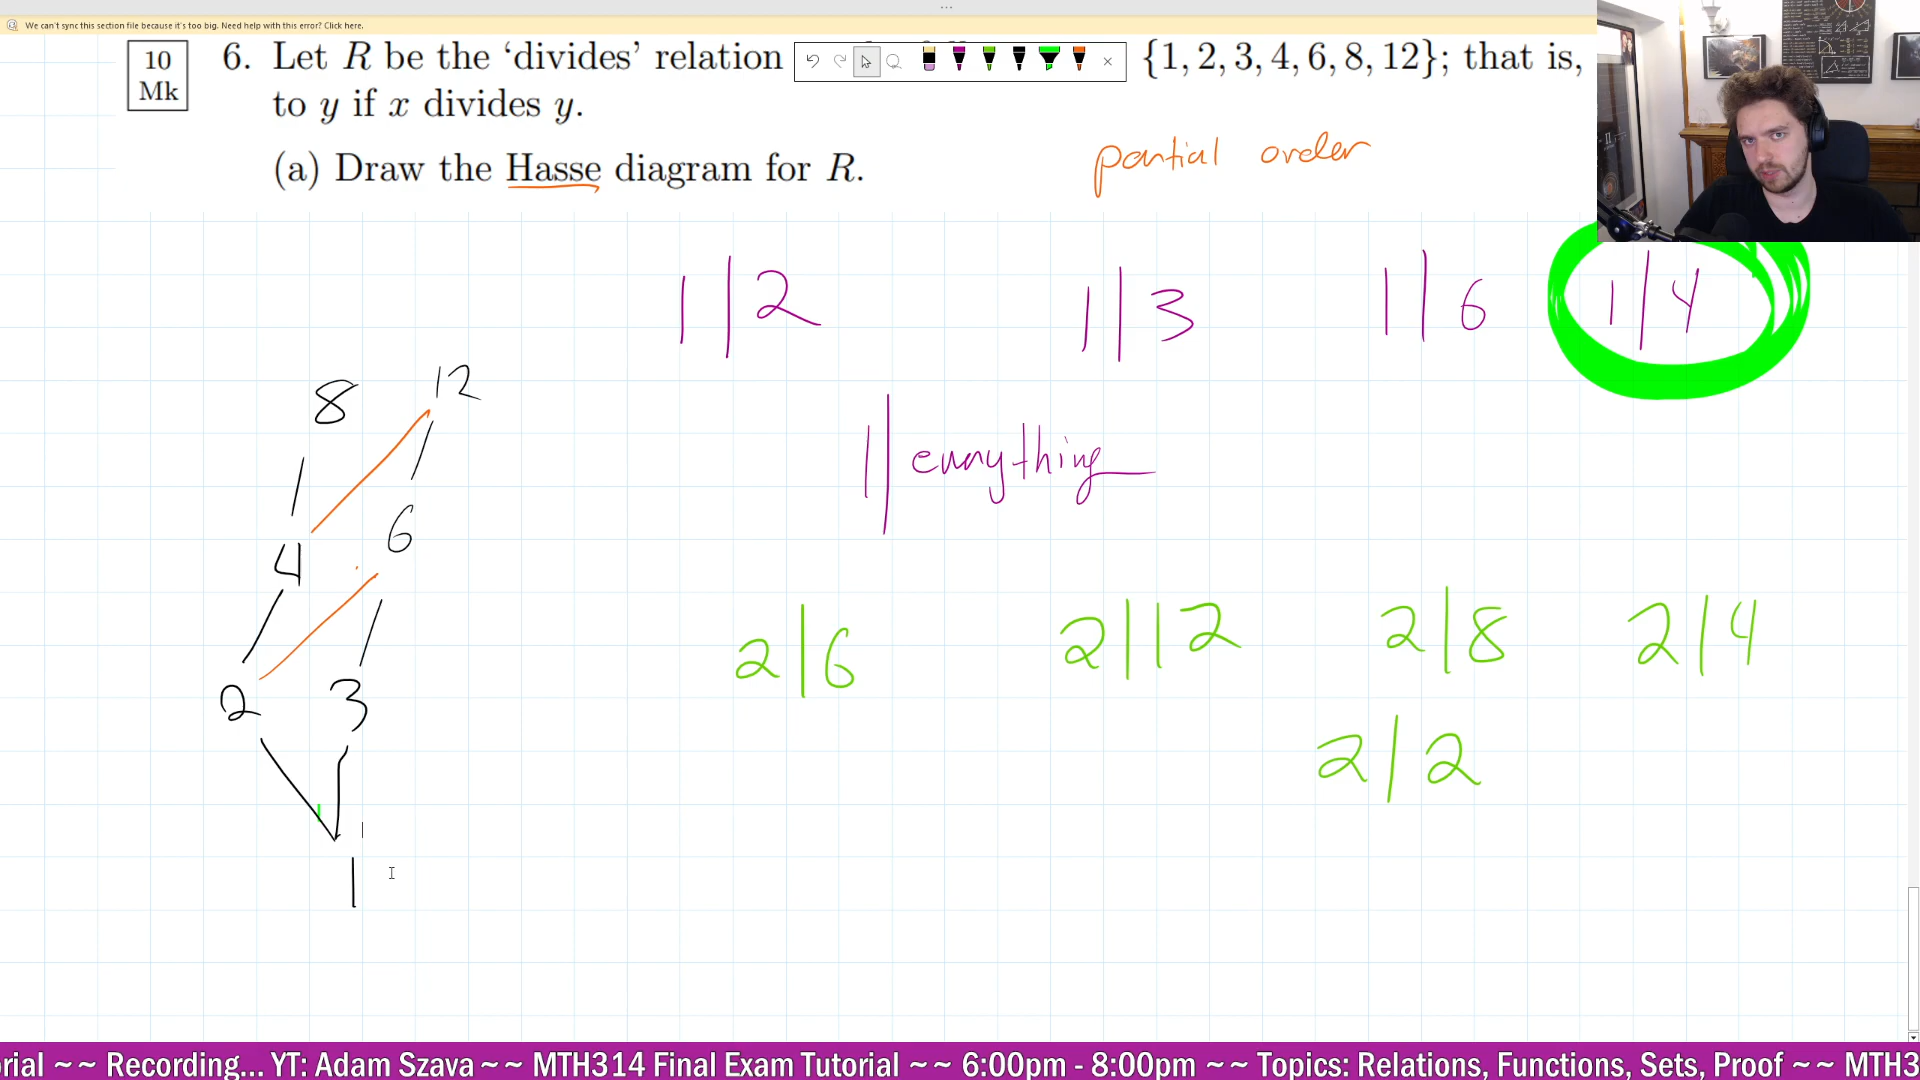 We can't sync this section file because it's too big. Need help with this error? Click here.
10
Mk
6. Let R be the ‘divides’ relation {1, 2, 3, 4, 6, 8, 12}; that is,
to y if x divides y.
(a) Draw the Hasse diagram for R.
partial order
1|2 1|3 1|6 1|4
8 12
1|everything
4 6
2|6 2|12 2|8 2|4
2 3
2|2
1
rial ~~ Recording... YT: Adam Szava ~~ MTH314 Final Exam Tutorial ~~ 6:00pm - 8:00pm ~~ Topics: Relations, Functions, Sets, Proof ~~ MTH3